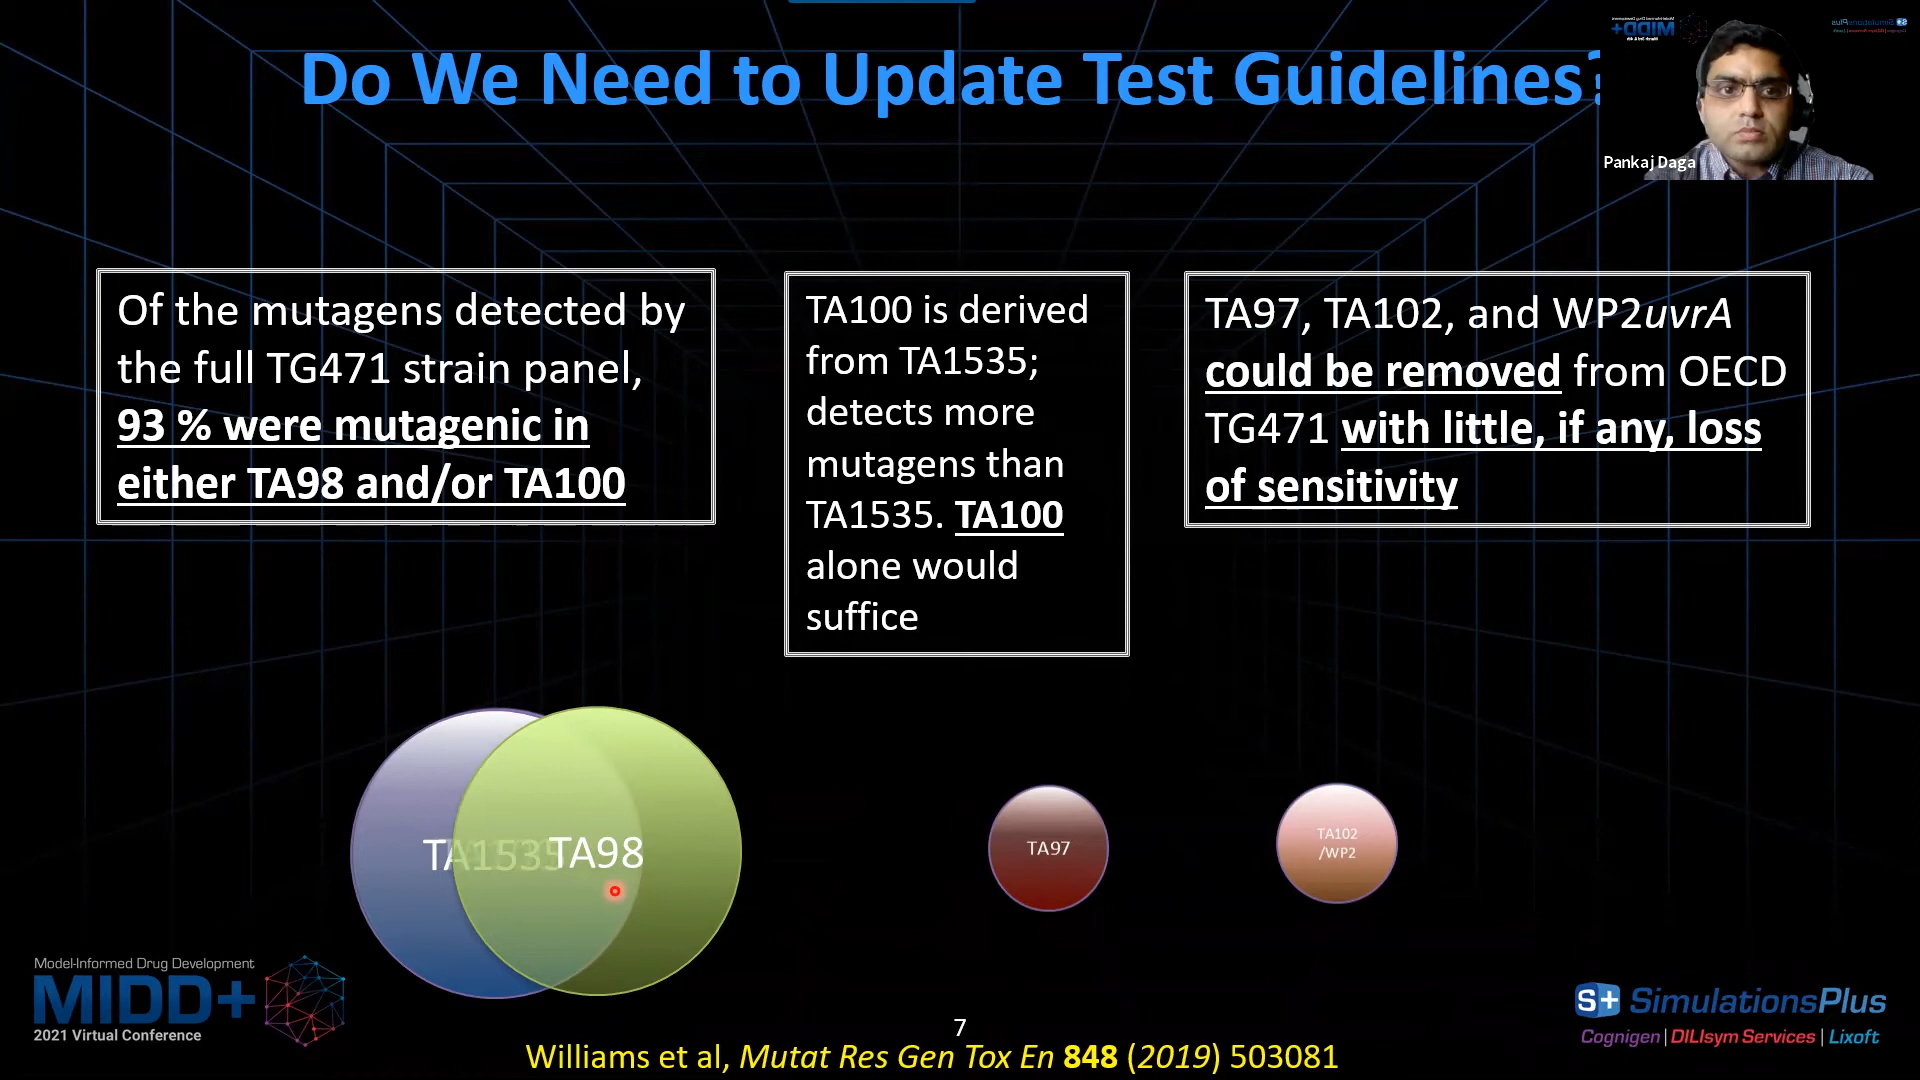 Do We Need to Update Test Guidelines?
MIDD+
SimulationsPlus
Pankaj Daga
Of the mutagens detected by
the full TG471 strain panel,
93 % were mutagenic in
either TA98 and/or TA100
TA100 is derived
from TA1535;
detects more
mutagens than
TA1535. TA100
alone would
suffice
TA97, TA102, and WP2uvrA
could be removed from OECD
TG471 with little, if any, loss
of sensitivity
TA1535
TA98
TA97
TA102
/WP2
Model-Informed Drug Development
MIDD+
2021 Virtual Conference
S+ SimulationsPlus
Cognigen | DILIsym Services | Lixoft
7
Williams et al, Mutat Res Gen Tox En 848 (2019) 503081